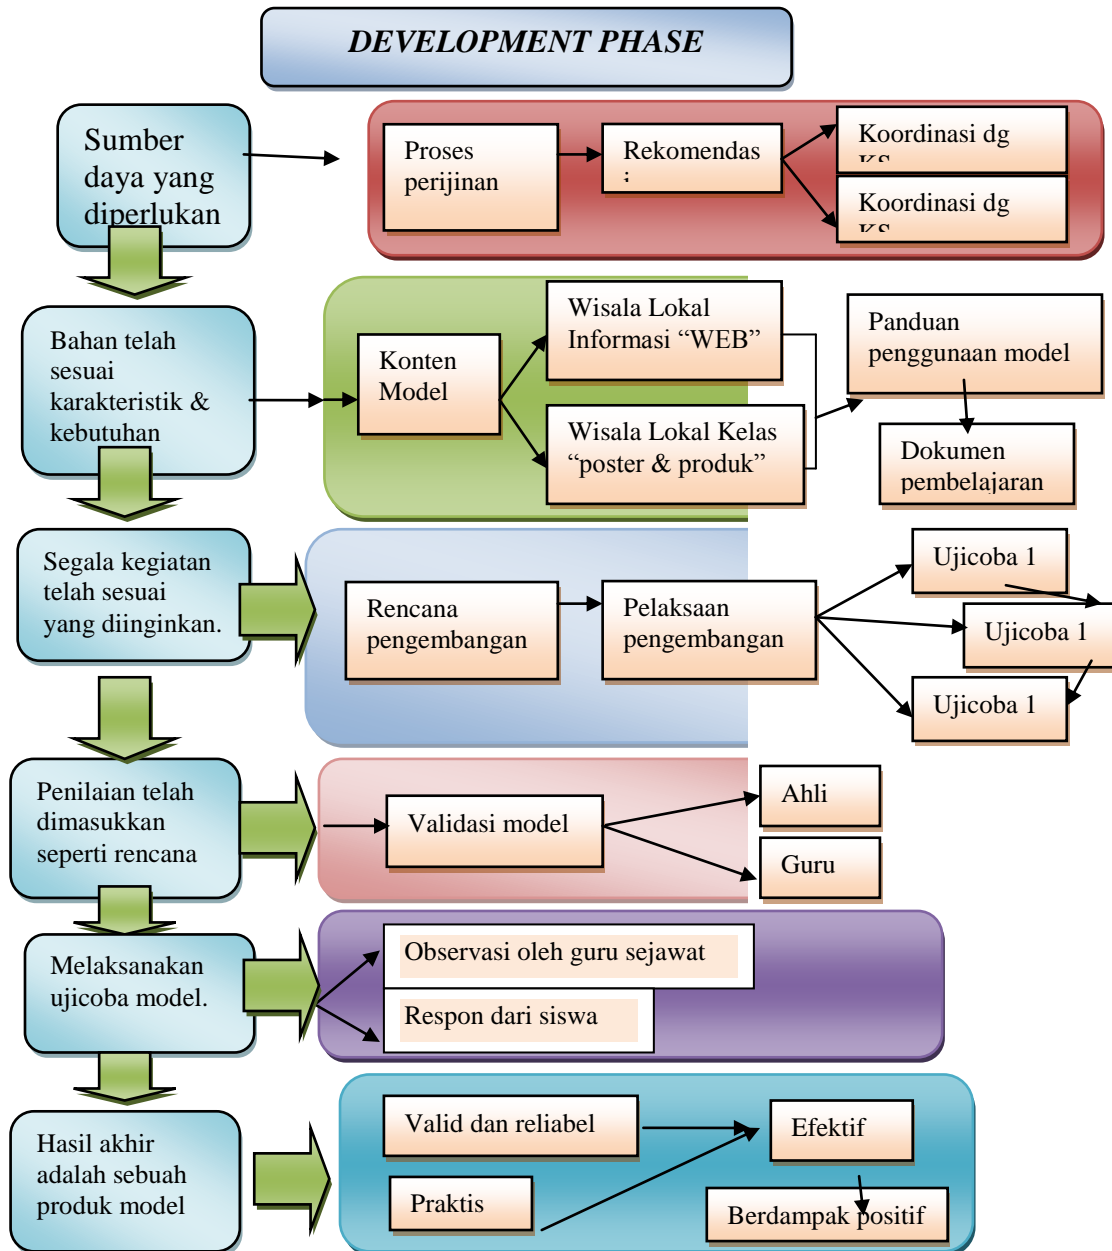 DEVELOPMENT PHASE
Sumber
daya yang
diperlukan
Proses
perijinan
Rekomendas
i
Koordinasi dg
KS
Koordinasi dg
KS
Bahan telah
sesuai
karakteristik &
kebutuhan
Konten
Model
Wisala Lokal
Informasi “WEB”
Wisala Lokal Kelas
“poster & produk”
Panduan
penggunaan model
Dokumen
pembelajaran
Segala kegiatan
telah sesuai
yang diinginkan.
Rencana
pengembangan
Pelaksaan
pengembangan
Ujicoba 1
Ujicoba 1
Ujicoba 1
Penilaian telah
dimasukkan
seperti rencana
Validasi model
Ahli
Guru
Melaksanakan
ujicoba model.
Observasi oleh guru sejawat
Respon dari siswa
Hasil akhir
adalah sebuah
produk model
Valid dan reliabel
Praktis
Efektif
Berdampak positif